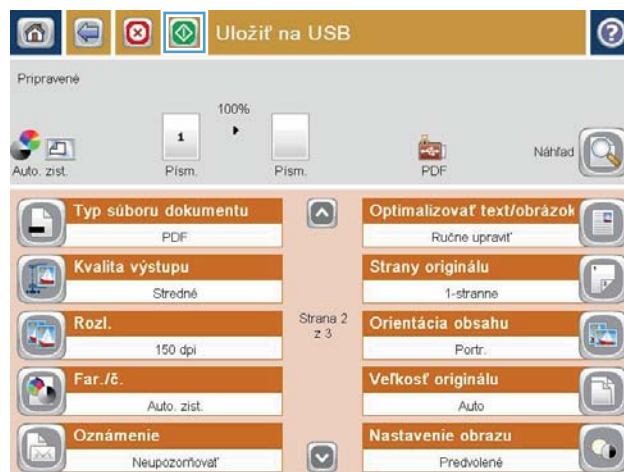 Uložiť na USB
Pripravené
100%
1
Auto. zist.
Písm.
Písm.
PDF
Náhľad
Typ súboru dokumentu
PDF
Kvalita výstupu
Stredné
Rozl.
150 dpi
Far./č.
Auto. zist.
Oznámenie
Neupozorňovať
Strana 2
z 3
Optimalizovať text/obrázok
Ručne upraviť
Strany originálu
1-stranne
Orientácia obsahu
Portr.
Veľkosť originálu
Auto
Nastavenie obrazu
Predvolené